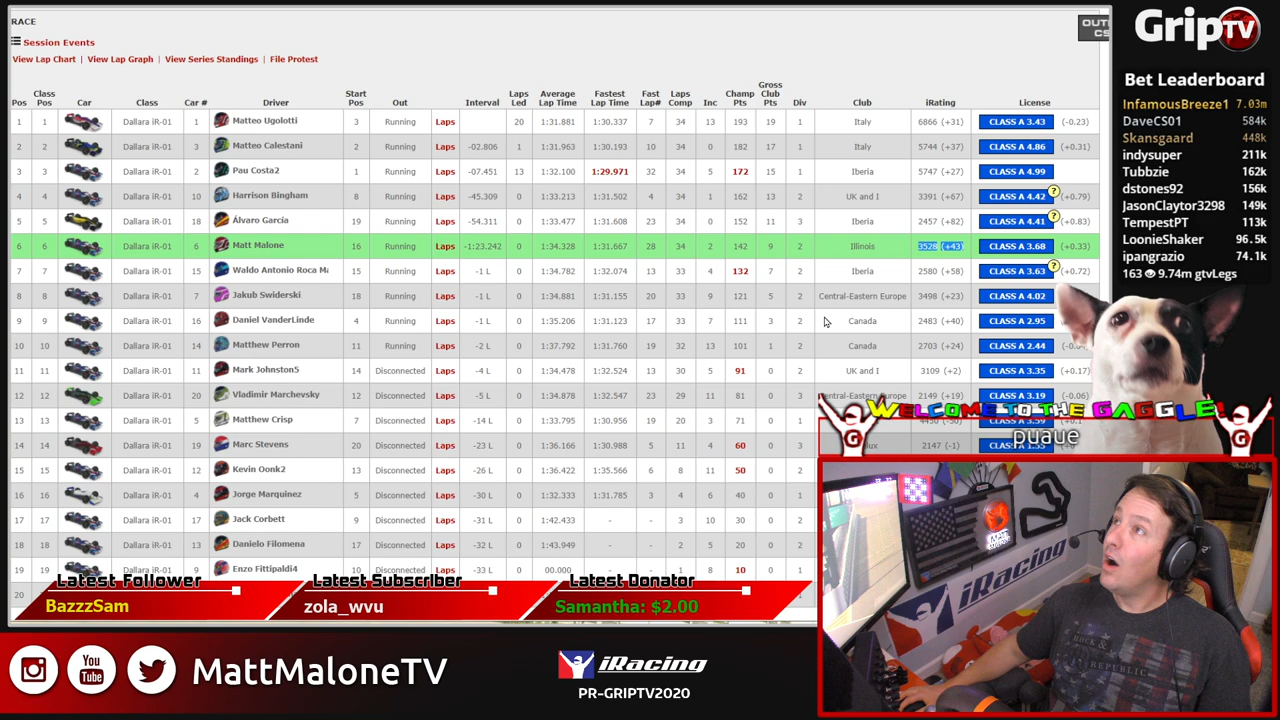 RACE
Session Events
View Lap Chart | View Lap Graph | View Series Standings | File Protest
Pos Class Pos Car Class Car # Driver Start Pos Out Interval Laps Led Average Lap Time Fastest Lap Time Fast Lap# Laps Comp Inc Champ Pts Gross Club Pts Div Club iRating License
1 1 Dallara iR-01 1 Matteo Ugolotti 3 Running Laps 20 1:31.881 1:30.337 7 34 13 193 19 1 Italy 6866 (+31) CLASS A 3.43 (-0.23)
2 2 Dallara iR-01 3 Matteo Calestani 2 Running Laps -02.806 1 1:31.963 1:30.193 10 34 0 182 17 1 Italy 5744 (+37) CLASS A 4.86 (+0.31)
3 3 Dallara iR-01 2 Pau Costa2 1 Running Laps -07.451 13 1:32.100 1:29.971 32 34 5 172 15 1 Iberia 5747 (+27) CLASS A 4.99
4 4 Dallara iR-01 10 Harrison Bingham 8 Running Laps -45.309 0 1:33.213 1:31.502 4 34 1 162 13 2 UK and I 3391 (+67) CLASS A 4.42 ? (+0.79)
5 5 Dallara iR-01 18 Álvaro García 7 Running Laps -54.311 0 1:33.477 1:31.608 23 34 0 152 11 3 Iberia 2457 (+82) CLASS A 4.41 ? (+0.83)
6 6 Dallara iR-01 6 Matt Malone 16 Running Laps -1:23.242 0 1:34.328 1:31.667 28 34 2 142 9 2 Illinois 3528 (+43) CLASS A 3.68 (+0.33)
7 7 Dallara iR-01 15 Waldo Antonio Roca Ma 15 Running Laps -1 L 0 1:34.782 1:32.074 13 33 4 132 7 2 Iberia 2580 (+58) CLASS A 3.63 ? (+0.72)
8 8 Dallara iR-01 7 Jakub Swiderski 18 Running Laps -1 L 0 1:34.881 1:31.155 20 33 9 121 5 2 Central-Eastern Europe 3498 (+23) CLASS A 4.02
9 9 Dallara iR-01 16 Daniel VanderLinde 4 Running Laps -1 L 0 1:35.206 1:31.123 17 33 7 111 3 2 Canada 2483 (+40) CLASS A 2.95
10 10 Dallara iR-01 14 Matthew Perron 11 Running Laps -2 L 0 1:37.792 1:31.760 19 32 13 101 1 2 Canada 2703 (+24) CLASS A 2.44
11 11 Dallara iR-01 11 Mark Johnston5 14 Disconnected Laps -4 L 0 1:34.478 1:32.524 13 30 5 91 0 2 UK and I 3109 (+2) CLASS A 3.35 (+0.17)
12 12 Dallara iR-01 20 Vladimir Marchevsky 19 Disconnected Laps -5 L 0 1:34.878 1:32.547 23 29 11 81 0 3 Central-Eastern Europe 2149 (+19) CLASS A 3.19 (-0.06)
13 13 Dallara iR-01 5 Matthew Crisp 12 Disconnected Laps -14 L 0 1:33.795 1:30.956 19 20 3 71 0
14 14 Dallara iR-01 19 Marc Stevens 20 Disconnected Laps -23 L 0 1:36.166 1:30.988 5 11 4 60 0 3 2147 (-1)
15 15 Dallara iR-01 12 Kevin Oonk2 13 Disconnected Laps -26 L 0 1:36.422 1:35.566 6 8 11 50 0 2
16 16 Dallara iR-01 4 Jorge Marquinez 5 Disconnected Laps -30 L 0 1:32.333 1:31.785 3 4 6 40 0 1
17 17 Dallara iR-01 17 Jack Corbett 9 Disconnected Laps -31 L 0 1:42.433 - - 3 10 30 0 2
18 18 Dallara iR-01 13 Danielo Filomena 17 Disconnected Laps -32 L 0 1:43.949 - - 2 5 20 0 2
19 19 Dallara iR-01 9 Enzo Fittipaldi4 10 Disconnected Laps -33 L 0 00.000 - - 1 8 10 0
20
GripTV
Bet Leaderboard
InfamousBreeze1 7.03m
DaveCS01 584k
Skansgaard 448k
indysuper 211k
Tubbzie 162k
dstones92 156k
JasonClaytor3298 149k
TempestPT 113k
LoonieShaker 96.5k
ipangrazio 74.1k
163 9.74m gtvLegs
WELCOME TO THE GAGGLE!
puaue
iRacing
ROCK &
REPUBLIC
Latest Follower
BazzzSam
Latest Subscriber
zola_wvu
Latest Donator
Samantha: $2.00
You Tube
MattMaloneTV
iRacing
PR-GRIPTV2020